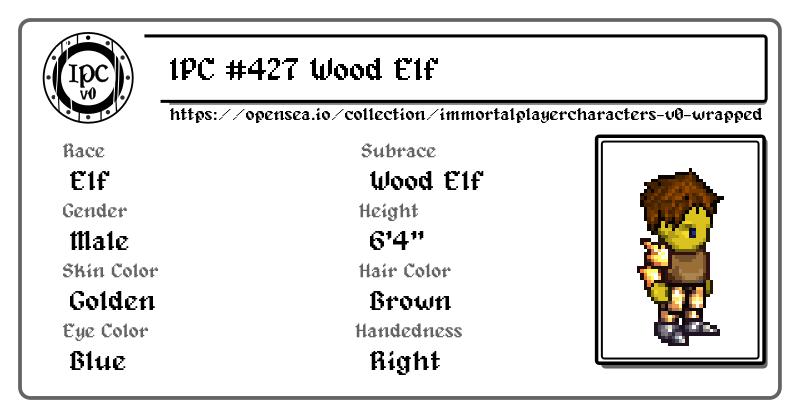 IPC
v0
IPC #427 Wood Elf
https://opensea.io/collection/immortalplayercharacters-v0-wrapped
Race
Subrace
Elf
Wood Elf
Gender
Height
Male
6'4"
Skin Color
Hair Color
Golden
Brown
Eye Color
Handedness
Blue
Right